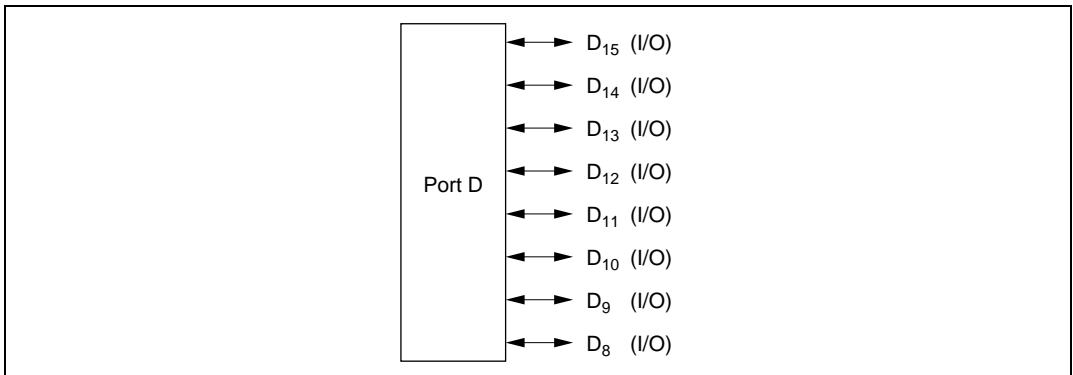 D15 (I/O)
D14 (I/O)
D13 (I/O)
D12 (I/O)
Port D
D11 (I/O)
D10 (I/O)
D9 (I/O)
D8 (I/O)